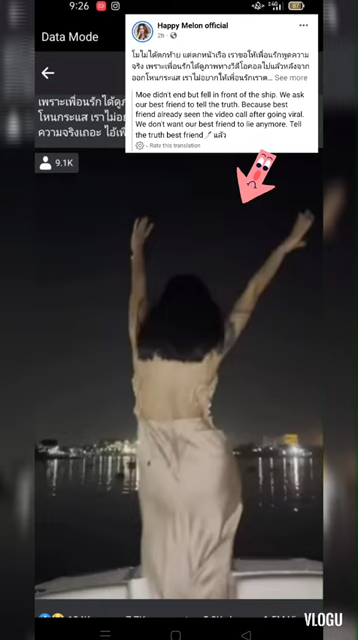 9:26
Data Mode
Happy Melon official
2h
โมไม่ได้ตกท้าย แต่ตกหน้าเรือ เราขอให้เพื่อนรักพูดความ
จริง เพราะเพื่อนรักได้ดูภาพทางวิดีโอคอลไปแล้วหลังจาก
ออกโหนกระแส เราไม่อยากให้เพื่อนเราต... See more
Moe didn't end but fell in front of the ship. We ask
our best friend to tell the truth. Because best
friend already seen the video call after going viral.
We don't want our best friend to lie anymore. Tell
the truth best friend แล้ว
Rate this translation
เพราะเพื่อนรักได้ดูภา
โหนกระแส เราไม่อย
ความจริงเถอะ
9.1K
VLOGU